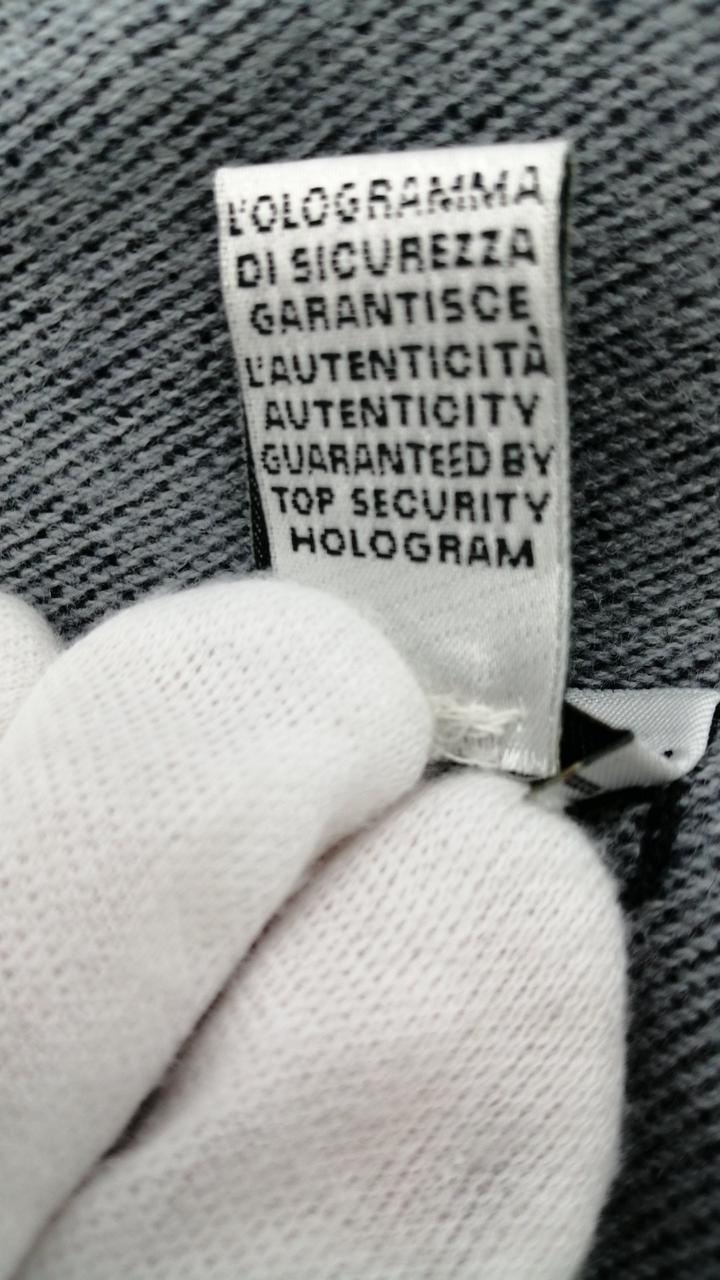 L'OLOGRAMMA
DI SICUREZZA
GARANTISCE
L'AUTENTICITÀ
AUTENTICITY
GUARANTEED BY
TOP SECURITY
HOLOGRAM